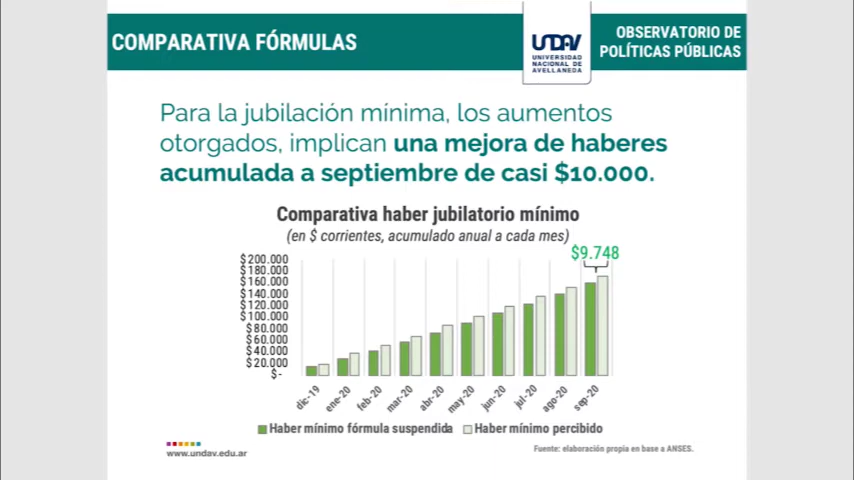 COMPARATIVA FÓRMULAS
UNDAV
UNIVERSIDAD
NACIONAL DE
AVELLANEDA
OBSERVATORIO DE
POLÍTICAS PÚBLICAS
Para la jubilación mínima, los aumentos
otorgados, implican una mejora de haberes
acumulada a septiembre de casi $10.000.
Comparativa haber jubilatorio mínimo
(en $ corrientes, acumulado anual a cada mes)
$9.748
$200.000
$180.000
$160.000
$140.000
$120.000
$100.000
$80.000
$60.000
$40.000
$20.000
$-
dic-19 ene-20 feb-20 mar-20 abr-20 may-20 jun-20 jul-20 ago-20 sep-20
Haber mínimo fórmula suspendida Haber mínimo percibido
www.undav.edu.ar
Fuente: elaboración propia en base a ANSES.